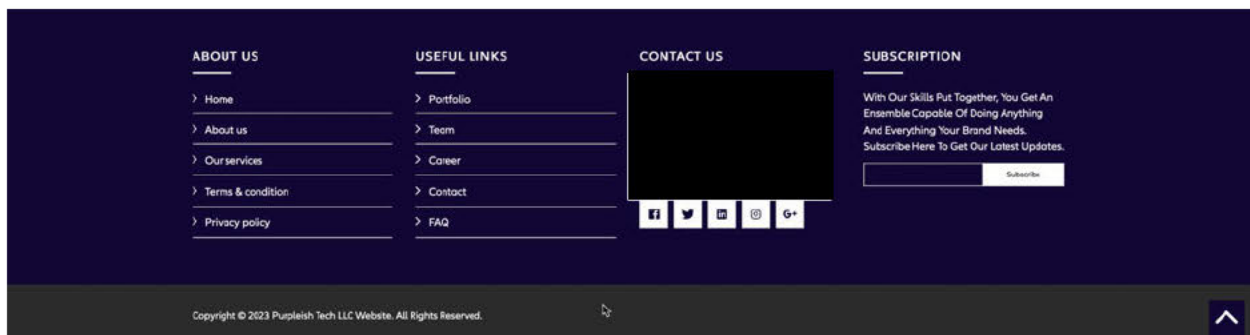 ABOUT US
Home
About us
Our services
Terms & condition
Privacy policy
USEFUL LINKS
Portfolio
Team
Career
Contact
FAQ
CONTACT US
G+
SUBSCRIPTION
With Our Skills Put Together, You Get An
Ensemble Capable Of Doing Anything
And Everything Your Brand Needs.
Subscribe Here To Get Our Latest Updates.
Subscribe
Copyright © 2023 Purpleish Tech LLC Website. All Rights Reserved.